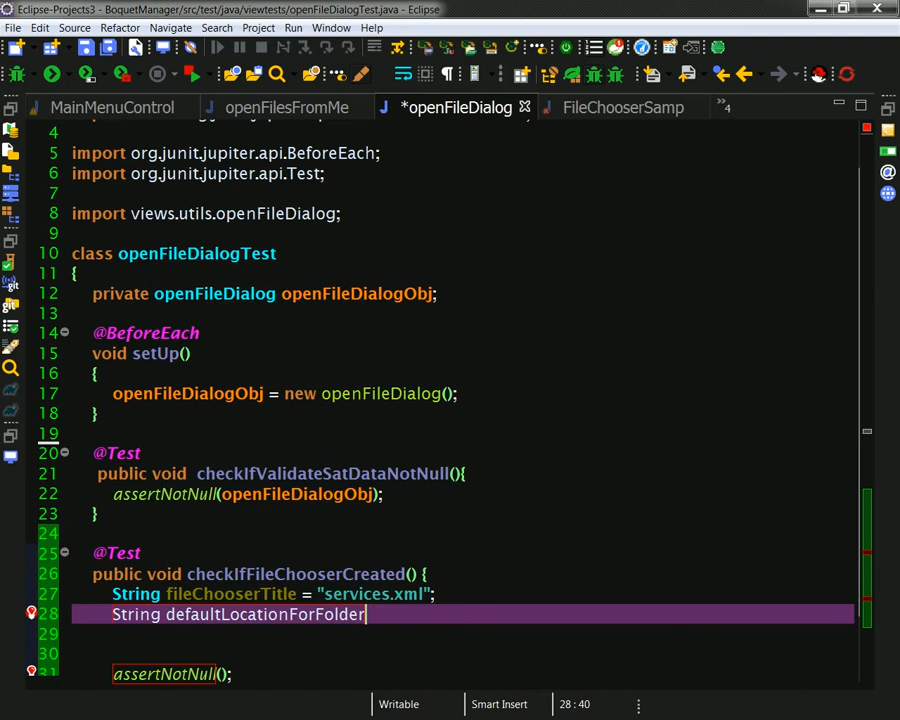 Eclipse-Projects3 - BoquetManager/src/test/java/viewtests/openFileDialogTest.java - Eclipse
File Edit Source Refactor Navigate Search Project Run Window Help
MainMenuControl openFilesFromMe *openFileDialog FileChooserSamp »4
4
5 import org.junit.jupiter.api.BeforeEach;
6 import org.junit.jupiter.api.Test;
7
8 import views.utils.openFileDialog;
9
10 class openFileDialogTest
11 {
12 private openFileDialog openFileDialogObj;
13
14 @BeforeEach
15 void setUp()
16 {
17 openFileDialogObj = new openFileDialog();
18 }
19
20 @Test
21 public void checkIfValidateSatDataNotNull(){
22 assertNotNull(openFileDialogObj);
23 }
24
25 @Test
26 public void checkIfFileChooserCreated() {
27 String fileChooserTitle = "services.xml";
28 String defaultLocationForFolder
29
30
31 assertNotNull();
Writable Smart Insert 28 : 40